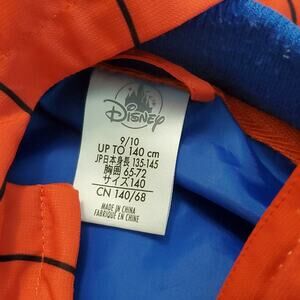 Disney
9/10
UP TO 140 cm
JP日本身長 135-145
胸囲 65-72
サイズ140
CN 140/68
MADE IN CHINA
FABRIQUÉ EN CHINE